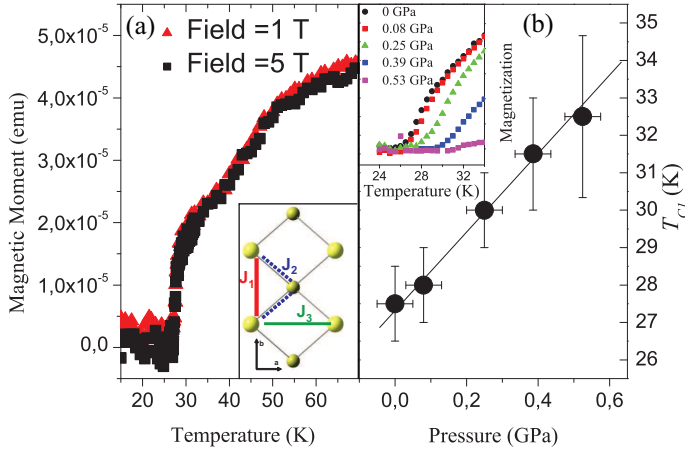 (a)
Field =1 T
Field =5 T
Magnetic Moment (emu)
5,0x10⁻⁵
4,0x10⁻⁵
3,0x10⁻⁵
2,0x10⁻⁵
1,0x10⁻⁵
0,0
20 30 40 50 60
Temperature (K)
J₁
J₂
J₃
b
a
0 GPa
0.08 GPa
0.25 GPa
0.39 GPa
0.53 GPa
Magnetization
24 28 32
Temperature (K)
(b)
35
34
33
32
31
30
29
28
27
26
T_C1 (K)
0,0 0,2 0,4 0,6
Pressure (GPa)